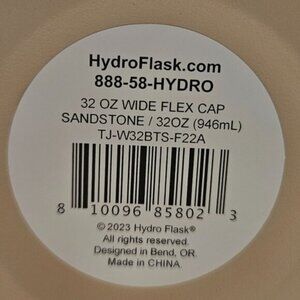 HydroFlask.com
888-58-HYDRO
32 OZ WIDE FLEX CAP
SANDSTONE / 32OZ (946mL)
TJ-W32BTS-F22A
8 10096 85802 3
© 2023 Hydro Flask®
All rights reserved.
Designed in Bend, OR.
Made in CHINA.